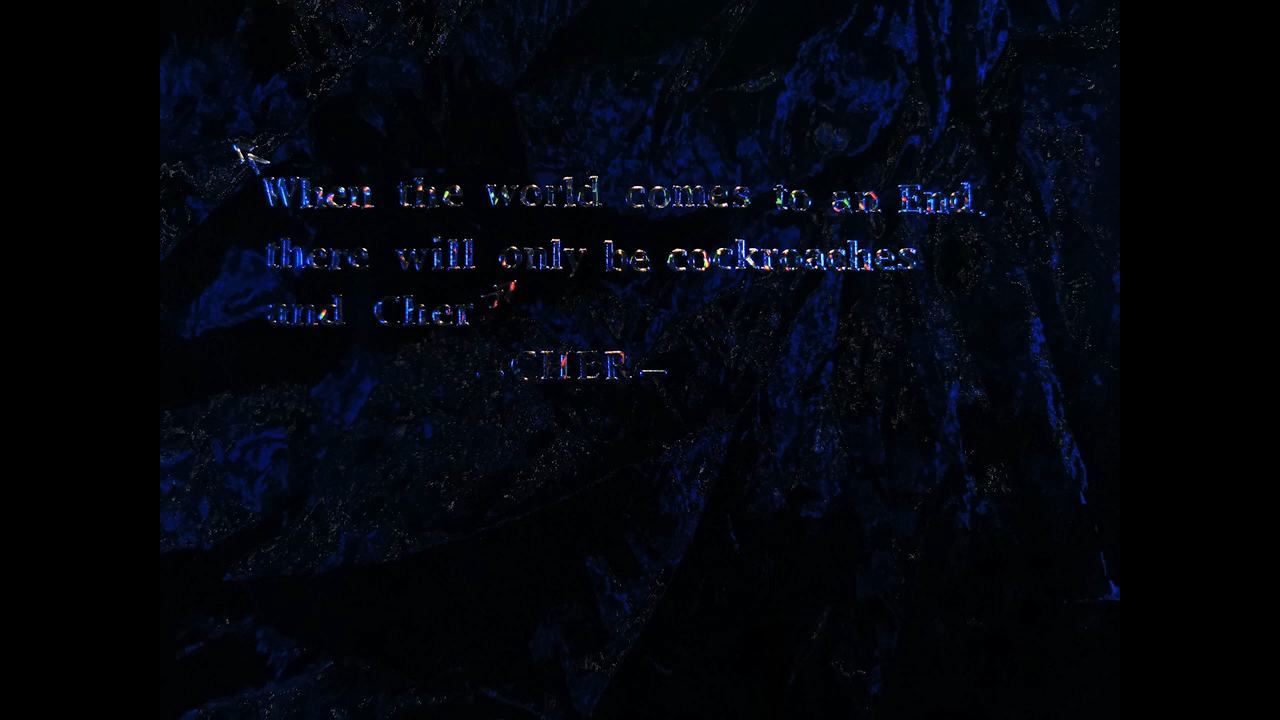 "When the world comes to an End,
there will only be cockroaches
and Cher"
—CHER—